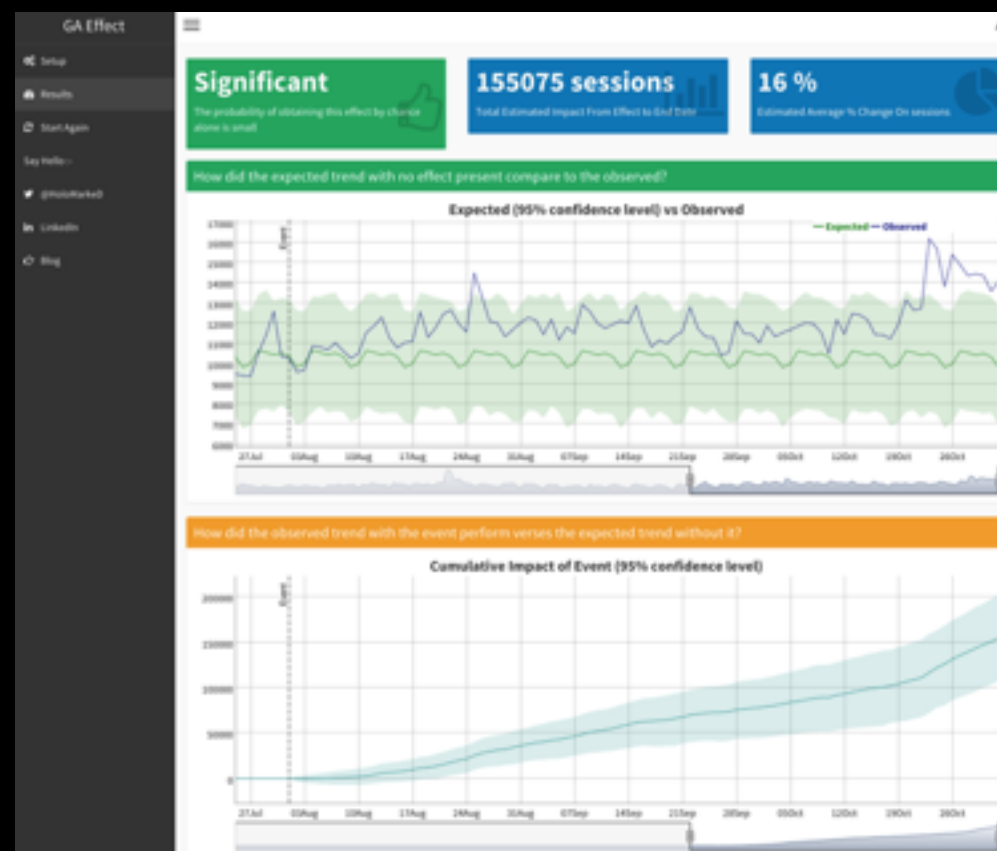 GA Effect
Setup
Results
Start Again
Say Hello:-
@HoloMarkeD
LinkedIn
Blog
Significant
The probability of obtaining this effect by chance
alone is small
155075 sessions
Total Estimated Impact From Effect to End Date
16 %
Estimated Average % Change On sessions
How did the expected trend with no effect present compare to the observed?
Expected (95% confidence level) vs Observed
Expected Observed
Event
17000
16000
15000
14000
13000
12000
11000
10000
9000
8000
7000
6000
27Jul 03Aug 10Aug 17Aug 24Aug 31Aug 07Sep 14Sep 21Sep 28Sep 05Oct 12Oct 19Oct 26Oct
How did the observed trend with the event perform verses the expected trend without it?
Cumulative Impact of Event (95% confidence level)
Event
200000
150000
100000
50000
0
27Jul 03Aug 10Aug 17Aug 24Aug 31Aug 07Sep 14Sep 21Sep 28Sep 05Oct 12Oct 19Oct 26Oct